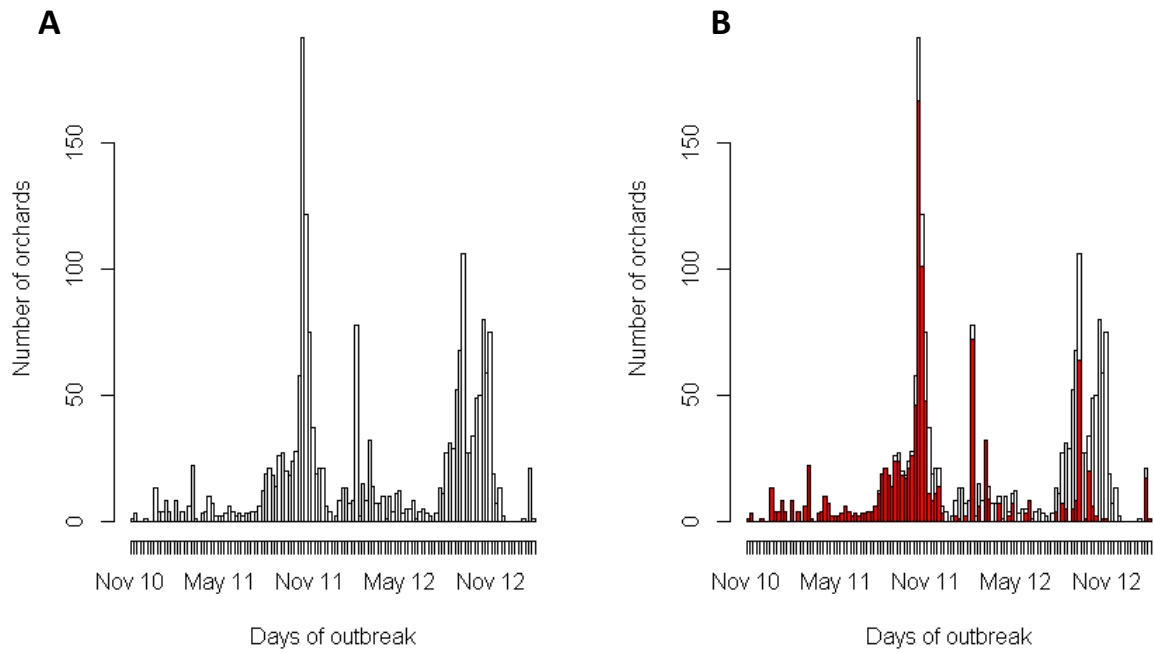 A
Number of orchards
150
100
50
0
Nov 10 May 11 Nov 11 May 12 Nov 12
Days of outbreak
B
Number of orchards
150
100
50
0
Nov 10 May 11 Nov 11 May 12 Nov 12
Days of outbreak